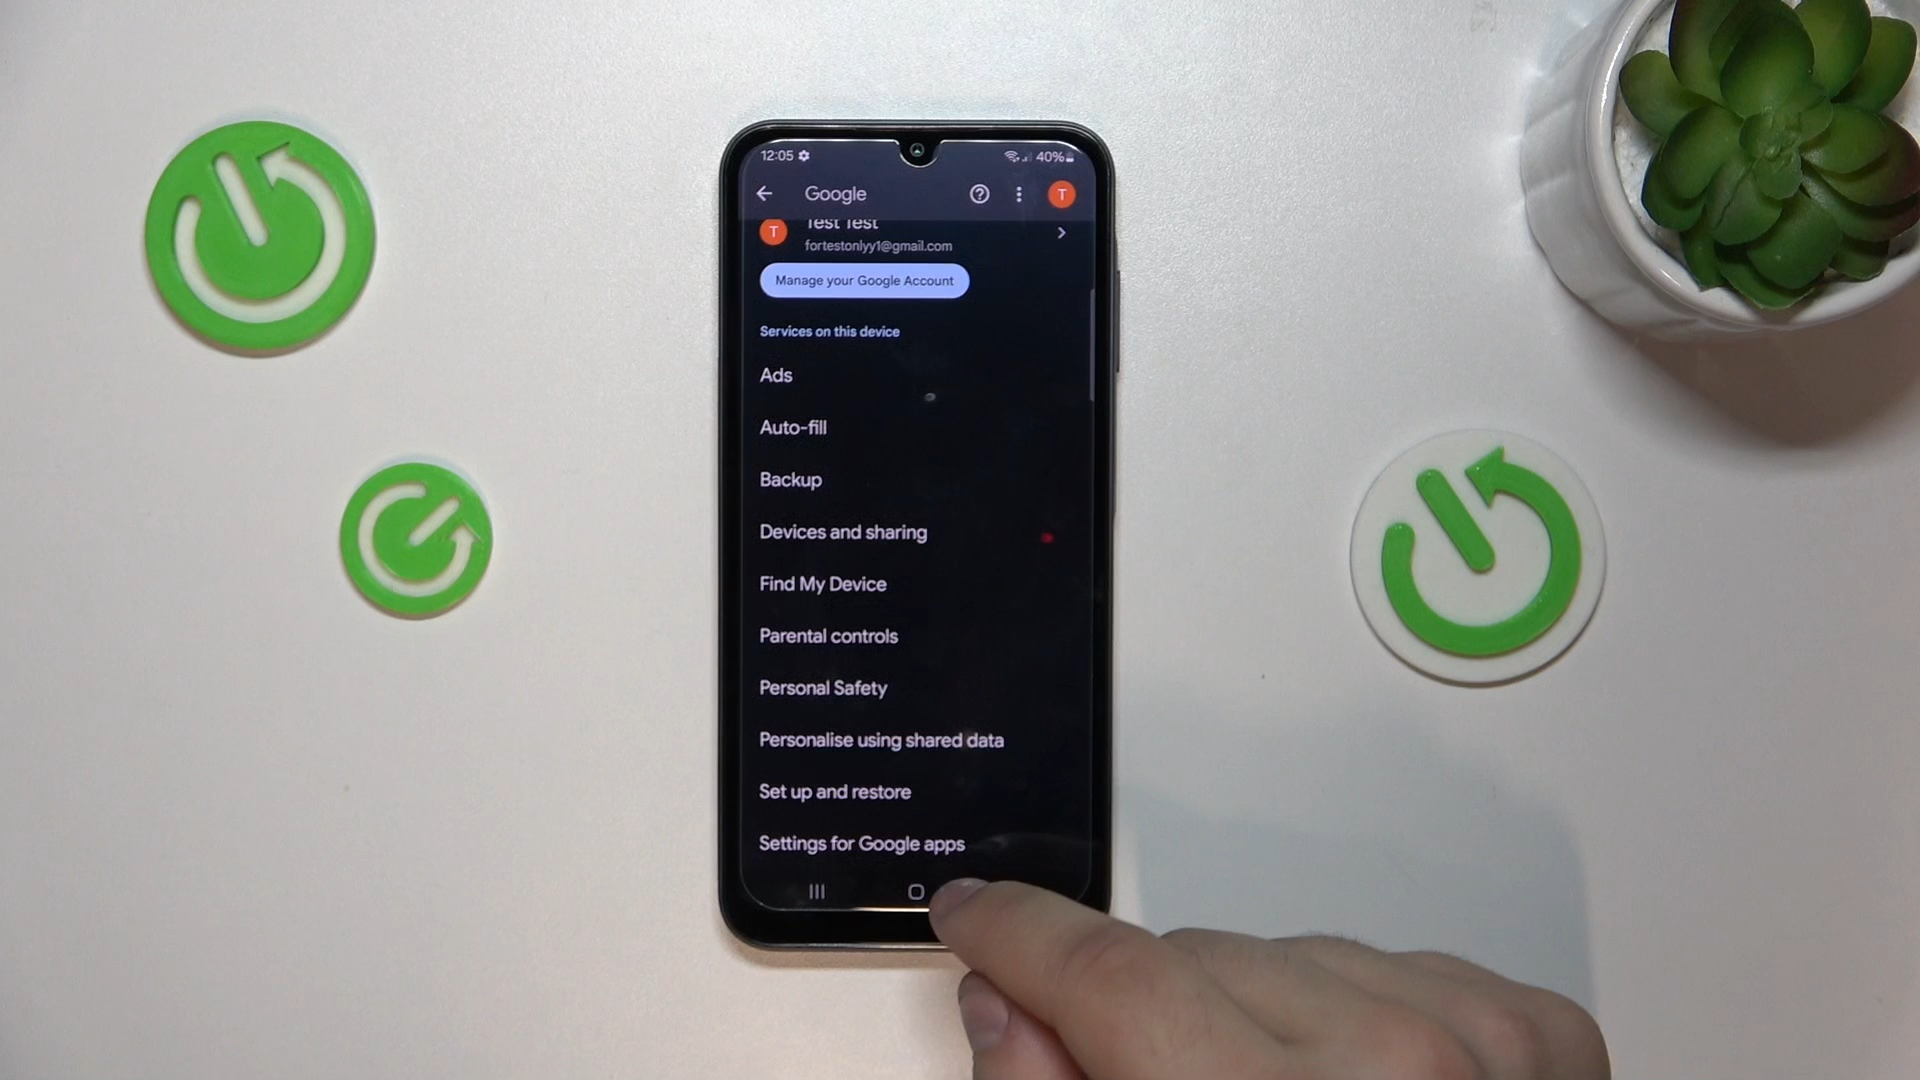 12:05 40%
Google
T
T Test Test
fortestonlyy1@gmail.com
Manage your Google Account
Services on this device
Ads
Auto-fill
Backup
Devices and sharing
Find My Device
Parental controls
Personal Safety
Personalise using shared data
Set up and restore
Settings for Google apps